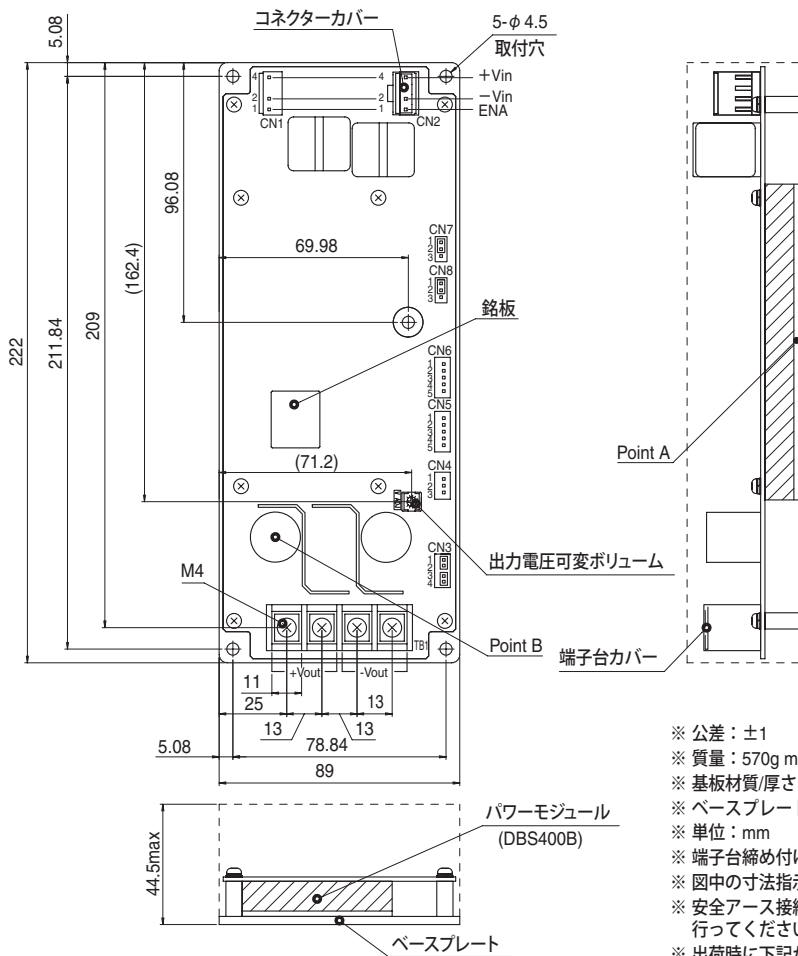 コネクターカバー
5-φ 4.5
取付穴
5.08
4
4
+Vin
2
2
−Vin
1
1
ENA
CN1
CN2
96.08
(162.4)
209
211.84
222
69.98
CN7
1
2
3
CN8
1
2
3
銘板
CN6
1
2
3
4
5
CN5
1
2
3
4
5
Point A
(71.2)
CN4
1
2
3
出力電圧可変ボリューム
CN3
1
2
3
4
M4
TB1
Point B
端子台カバー
+Vout
-Vout
11
25
13
13
13
5.08
78.84
89
※ 公差：±1
※ 質量：570g m
※ 基板材質/厚さ
※ ベースプレート
※ 単位：mm
※ 端子台締め付け
※ 図中の寸法指示
※ 安全アース接続
行ってください
※ 出荷時に下記
44.5max
パワーモジュール
(DBS400B)
ベースプレート